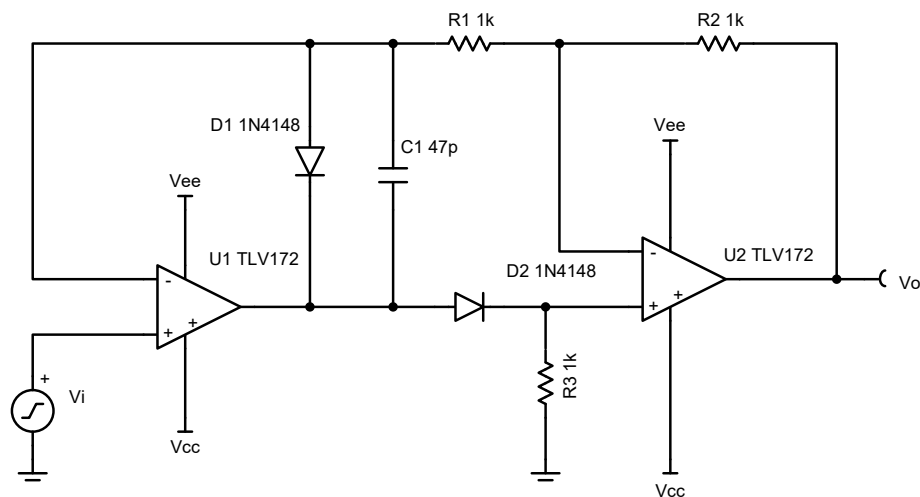 R1 1k
R2 1k
D1 1N4148
C1 47p
Vee
Vee
U1 TLV172
D2 1N4148
U2 TLV172
-
+
+
-
+
+
Vo
R3 1k
+
Vi
Vcc
Vcc